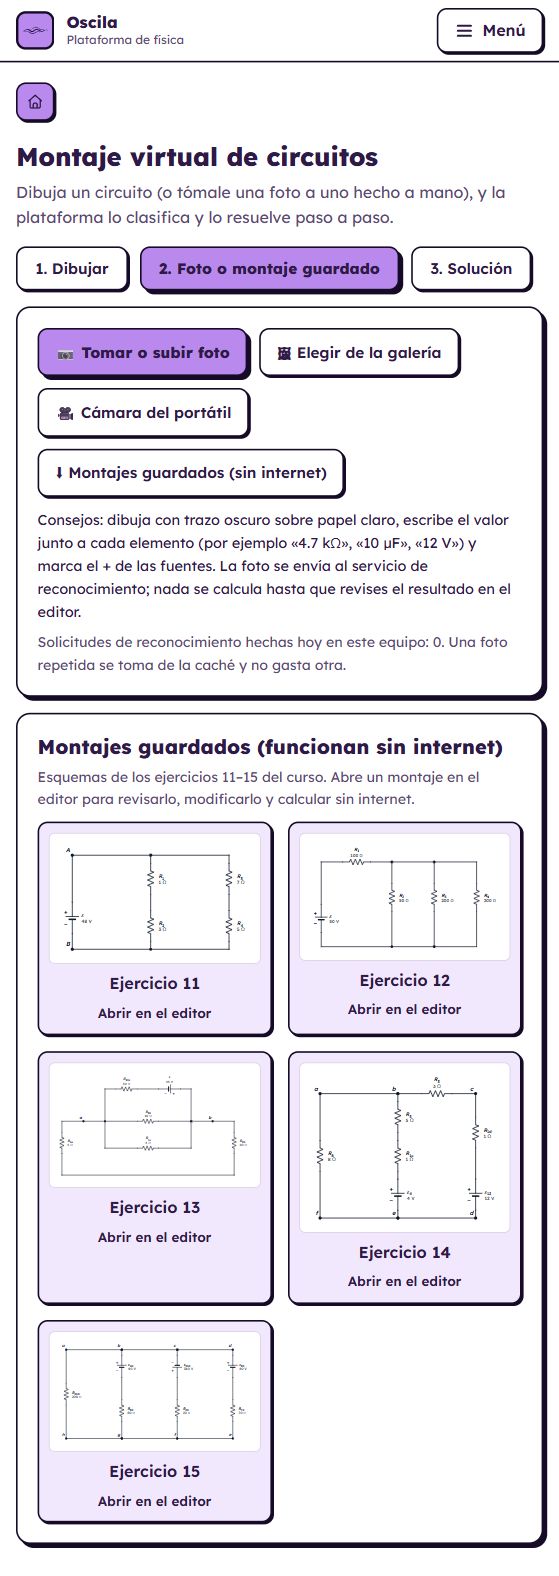 Oscila
Plataforma de física
Menú
Montaje virtual de circuitos
Dibuja un circuito (o tómale una foto a uno hecho a mano), y la
plataforma lo clasifica y lo resuelve paso a paso.
1. Dibujar
2. Foto o montaje guardado
3. Solución
Tomar o subir foto
Elegir de la galería
Cámara del portátil
Montajes guardados (sin internet)
Consejos: dibuja con trazo oscuro sobre papel claro, escribe el valor
junto a cada elemento (por ejemplo «4.7 kΩ», «10 µF», «12 V») y
marca el + de las fuentes. La foto se envía al servicio de
reconocimiento; nada se calcula hasta que revises el resultado en el
editor.
Solicitudes de reconocimiento hechas hoy en este equipo: 0. Una foto
repetida se toma de la caché y no gasta otra.
Montajes guardados (funcionan sin internet)
Esquemas de los ejercicios 11–15 del curso. Abre un montaje en el
editor para revisarlo, modificarlo y calcular sin internet.
A
B
Ejercicio 11
Abrir en el editor
Ejercicio 12
Abrir en el editor
a
b
Ejercicio 13
Abrir en el editor
a
b
c
f
e
d
Ejercicio 14
Abrir en el editor
Ejercicio 15
Abrir en el editor